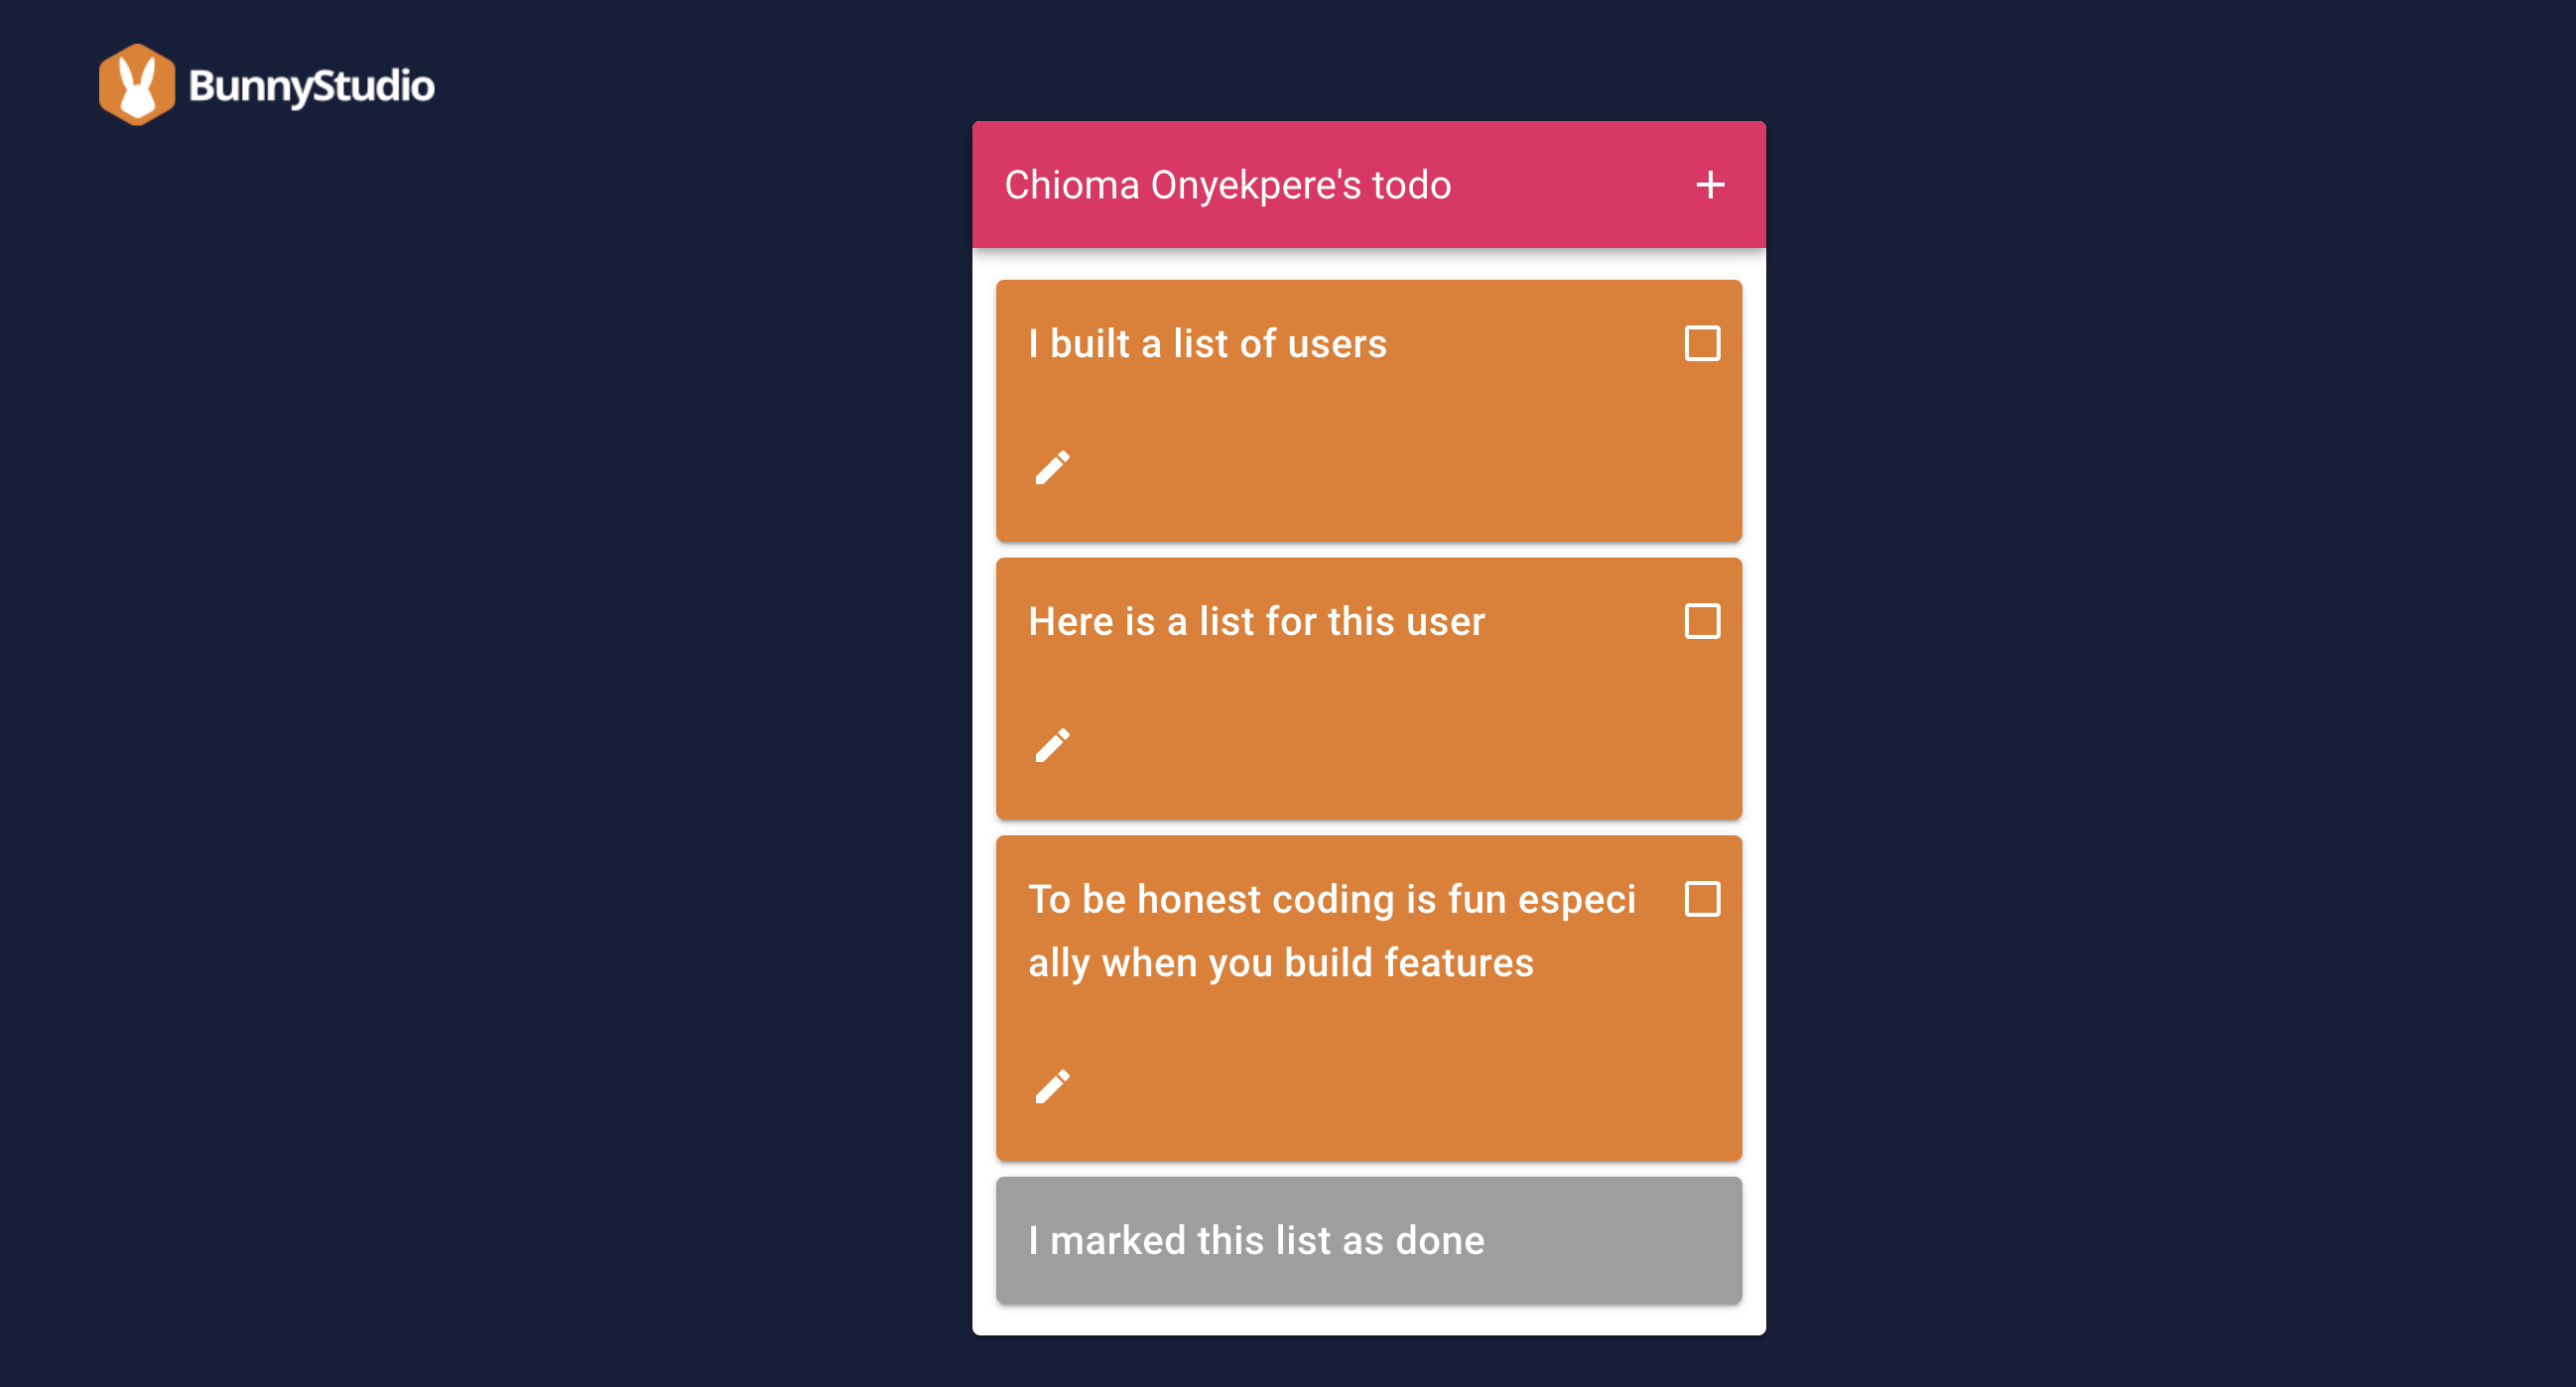 BunnyStudio
Chioma Onyekpere's todo
I built a list of users
Here is a list for this user
To be honest coding is fun especi
ally when you build features
I marked this list as done